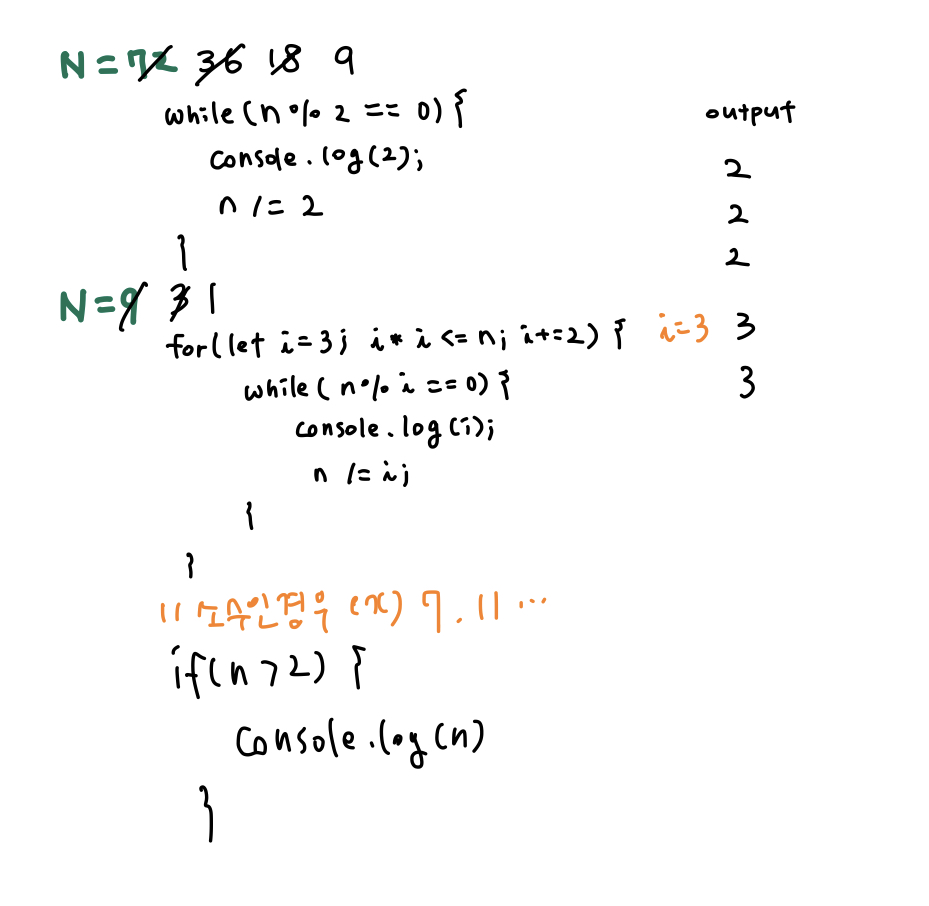 N = 72 36 18 9
while(n % 2 == 0) {
output
console.log(2);
2
n /= 2
2
}
2
N = 9 3 1
for(let i=3; i * i <= n; i+=2) {
i=3
3
while( n % i == 0) {
3
console.log(i);
n /= i;
}
}
// 소수인경우 ex) 7, 11 ...
if(n > 2) {
console.log(n)
}